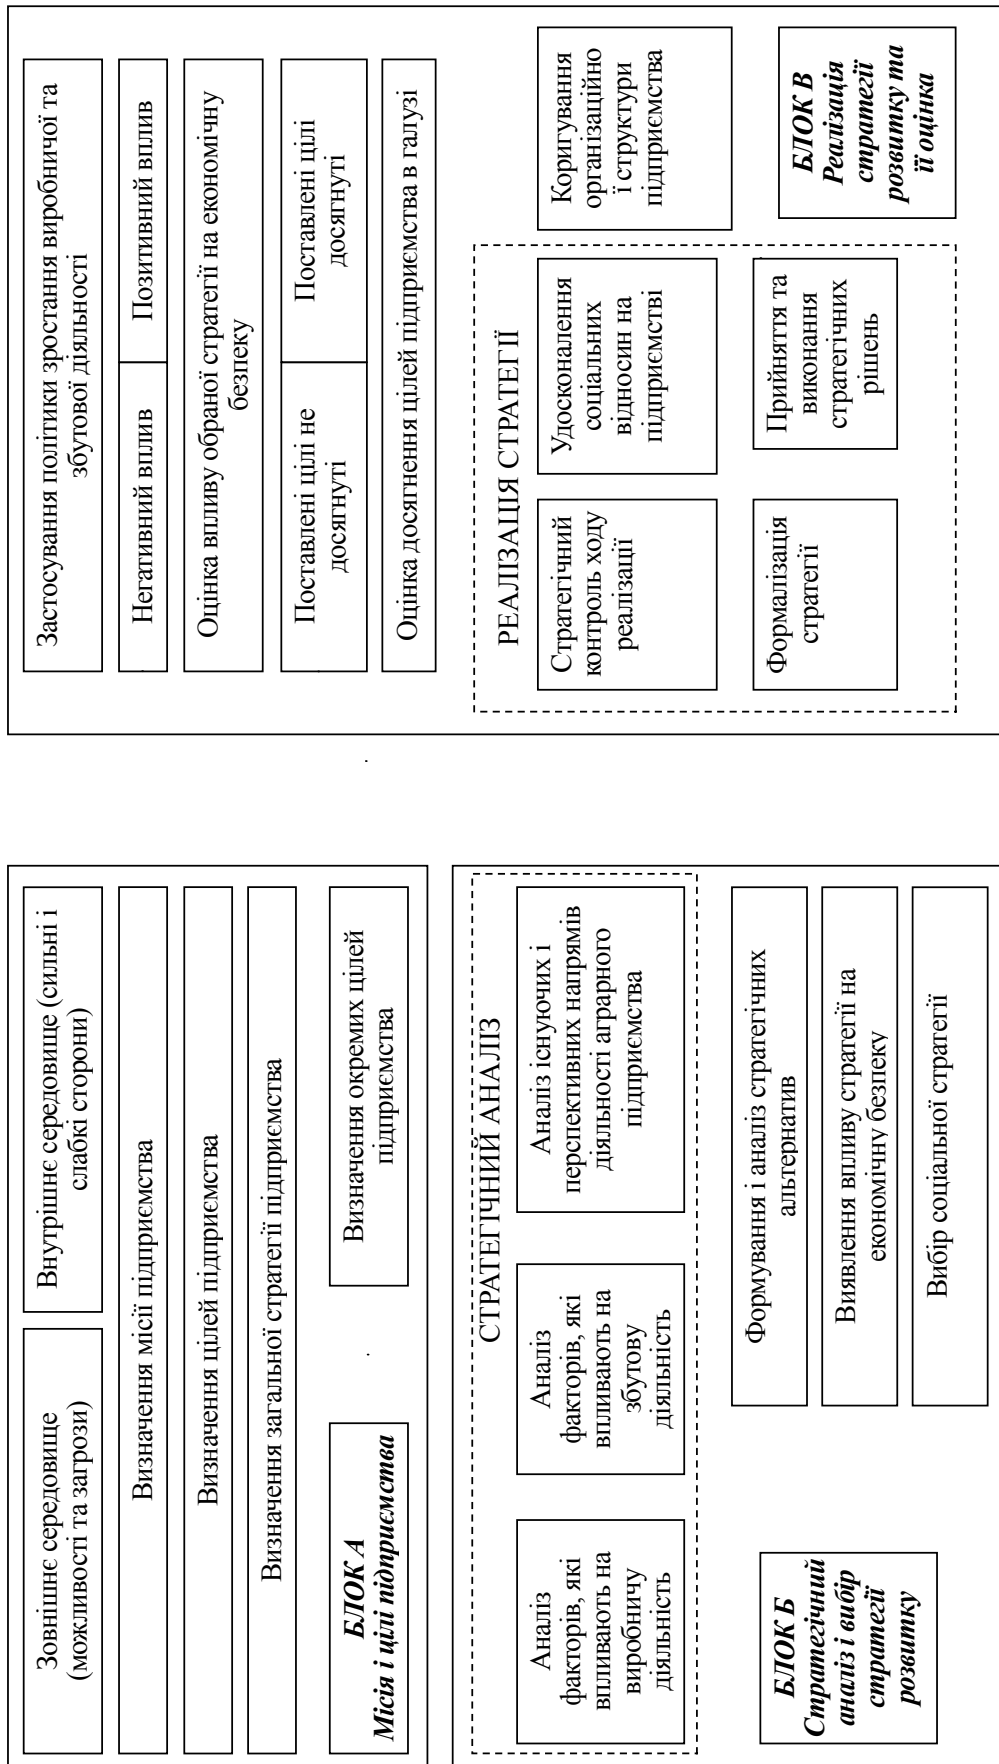 Зовнішнє середовище
(можливості та загрози)
Внутрішнє середовище (сильні і
слабкі сторони)
Визначення місії підприємства
Визначення цілей підприємства
Визначення загальної стратегії підприємства
БЛОК А
Місія і цілі підприємства
Визначення окремих цілей
підприємства
СТРАТЕГІЧНИЙ АНАЛІЗ
Аналіз
факторів, які
впливають на
виробничу
діяльність
Аналіз
факторів, які
впливають на
збутову
діяльність
Аналіз існуючих і
перспективних напрямів
діяльності аграрного
підприємства
БЛОК Б
Стратегічний
аналіз і вибір
стратегії
розвитку
Формування і аналіз стратегічних
альтернатив
Виявлення впливу стратегії на
економічну безпеку
Вибір соціальної стратегії
Застосування політики зростання виробничої та
збутової діяльності
Негативний вплив
Позитивний вплив
Оцінка впливу обраної стратегії на економічну
безпеку
Поставлені цілі не
досягнуті
Поставлені цілі
досягнуті
Оцінка досягнення цілей підприємства в галузі
РЕАЛІЗАЦІЯ СТРАТЕГІЇ
Стратегічний
контроль ходу
реалізації
Удосконалення
соціальних
відносин на
підприємстві
Коригування
організаційно
ї структури
підприємства
Формалізація
стратегії
Прийняття та
виконання
стратегічних
рішень
БЛОК В
Реалізація
стратегії
розвитку та
її оцінка